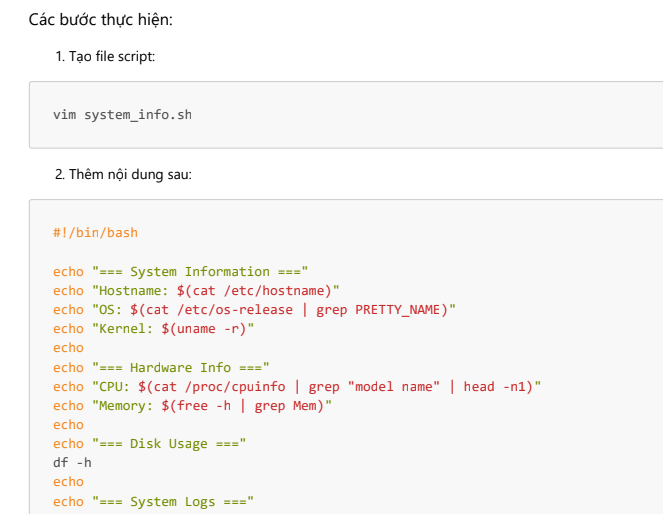 Các bước thực hiện:
1. Tạo file script:
vim system_info.sh
2. Thêm nội dung sau:
#!/bin/bash
echo "=== System Information ==="
echo "Hostname: $(cat /etc/hostname)"
echo "OS: $(cat /etc/os-release | grep PRETTY_NAME)"
echo "Kernel: $(uname -r)"
echo
echo "=== Hardware Info ==="
echo "CPU: $(cat /proc/cpuinfo | grep "model name" | head -n1)"
echo "Memory: $(free -h | grep Mem)"
echo
echo "=== Disk Usage ==="
df -h
echo
echo "=== System Logs ==="